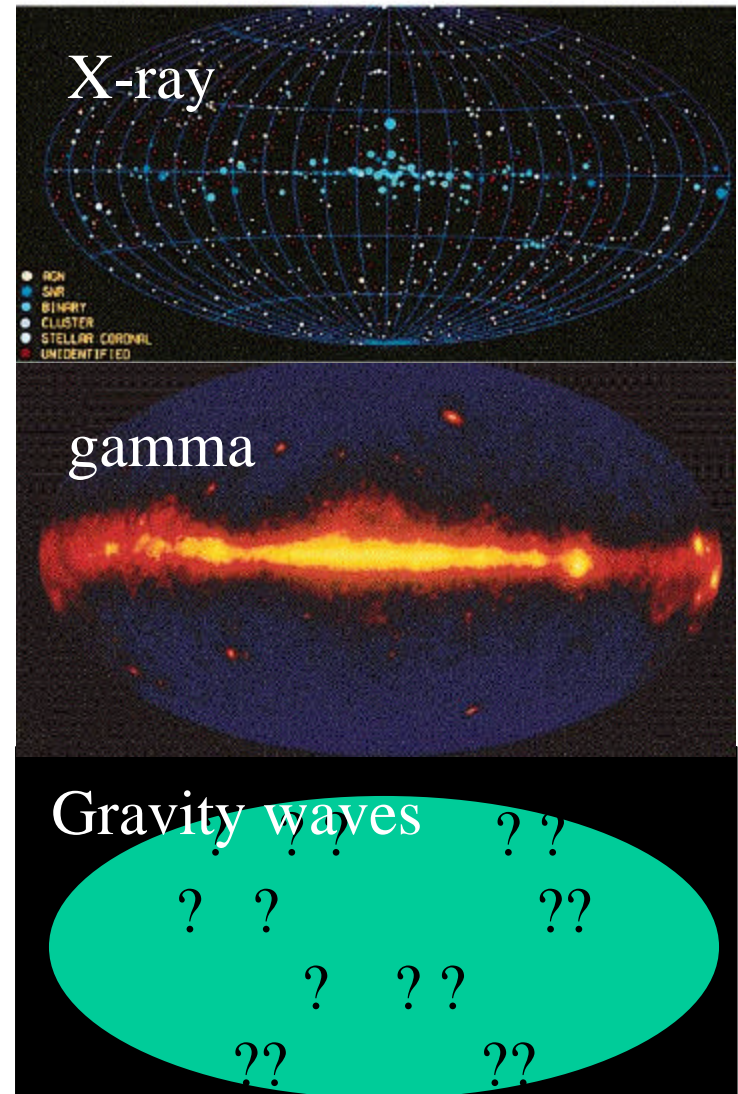 X-ray
AGN
SNR
BINARY
CLUSTER
STELLAR CORONAL
UNIDENTIFIED
gamma
Gravity waves
? ? ? ? ?
? ? ??
? ? ?
?? ??